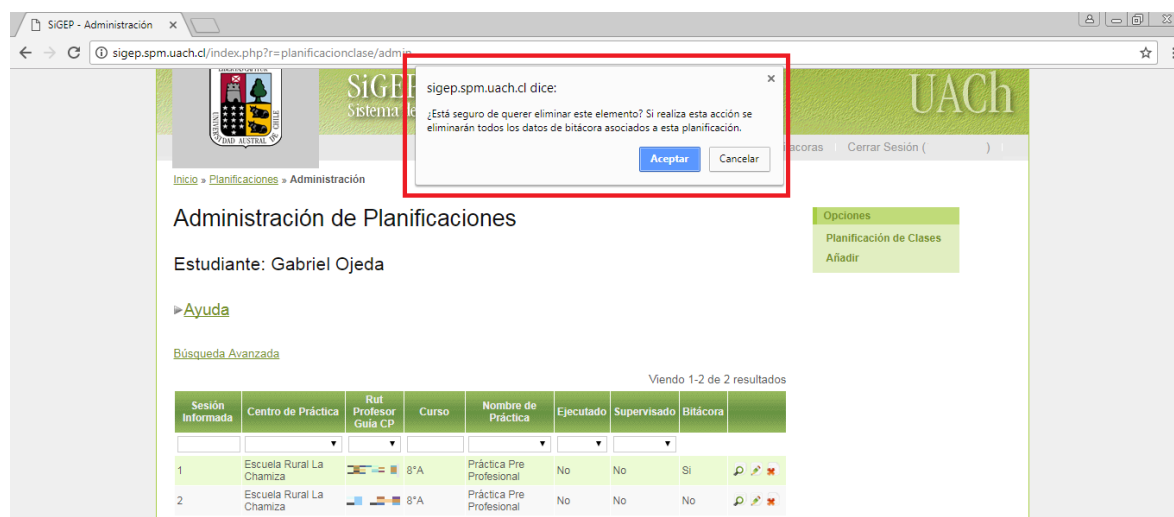 SiGEP - Administración
sigep.spm.uach.cl/index.php?r=planificacionclase/admin
UNIVERSIDAD AUSTRAL
SiGEP
Sistema de
UACh
sigep.spm.uach.cl dice:
¿Está seguro de querer eliminar este elemento? Si realiza esta acción se
eliminarán todos los datos de bitácora asociados a esta planificación.
Aceptar Cancelar
Cerrar Sesión ( )
Inicio » Planificaciones » Administración
Administración de Planificaciones
Estudiante: Gabriel Ojeda
Ayuda
Búsqueda Avanzada
Opciones
Planificación de Clases
Añadir
Viendo 1-2 de 2 resultados
Sesión Informada Centro de Práctica Rut Profesor Guía CP Curso Nombre de Práctica Ejecutado Supervisado Bitácora
1 Escuela Rural La Chamiza 8°A Práctica Pre Profesional No No Si
2 Escuela Rural La Chamiza 8°A Práctica Pre Profesional No No No